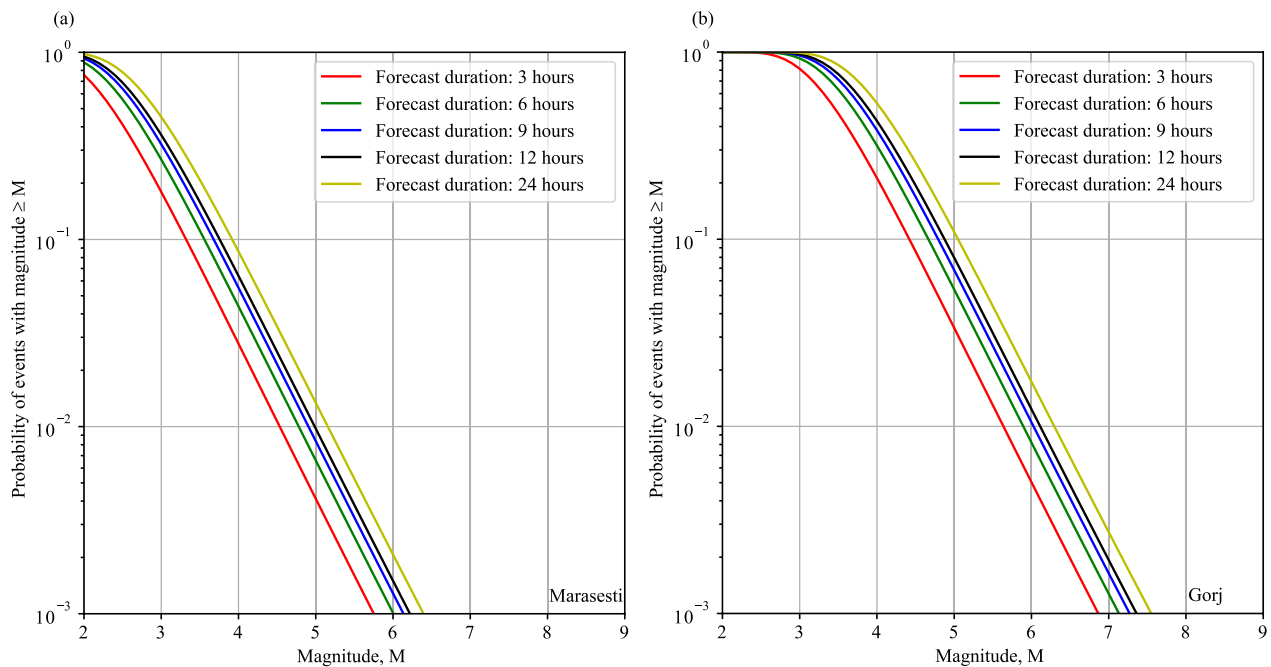 (a)
10^0
10^−1
10^−2
10^−3
Probability of events with magnitude ≥ M
Forecast duration: 3 hours
Forecast duration: 6 hours
Forecast duration: 9 hours
Forecast duration: 12 hours
Forecast duration: 24 hours
Marasesti
2 3 4 5 6 7 8 9
Magnitude, M
(b)
10^0
10^−1
10^−2
10^−3
Probability of events with magnitude ≥ M
Forecast duration: 3 hours
Forecast duration: 6 hours
Forecast duration: 9 hours
Forecast duration: 12 hours
Forecast duration: 24 hours
Gorj
2 3 4 5 6 7 8 9
Magnitude, M